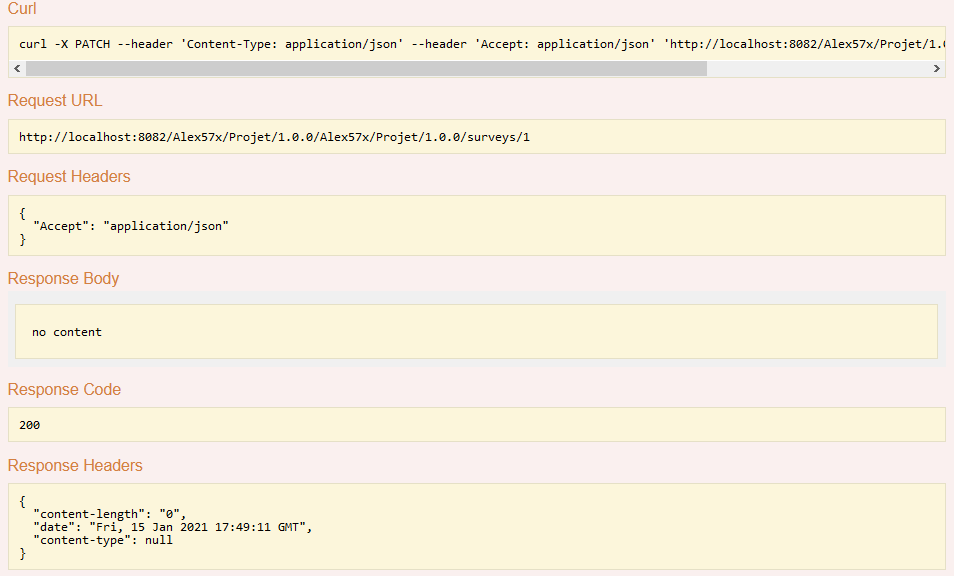 Curl
curl -X PATCH --header 'Content-Type: application/json' --header 'Accept: application/json' 'http://localhost:8082/Alex57x/Projet/1.
Request URL
http://localhost:8082/Alex57x/Projet/1.0.0/Alex57x/Projet/1.0.0/surveys/1
Request Headers
{
"Accept": "application/json"
}
Response Body
no content
Response Code
200
Response Headers
{
"content-length": "0",
"date": "Fri, 15 Jan 2021 17:49:11 GMT",
"content-type": null
}